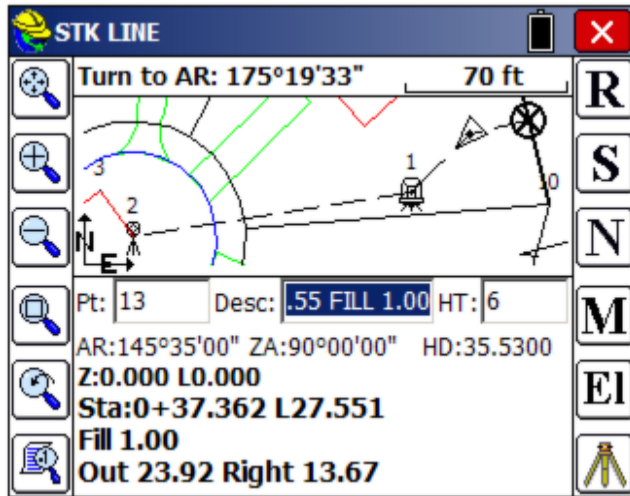 STK LINE
Turn to AR: 175°19'33" 70 ft
R
S
N
M
El
3
2
1
10
N
E
Pt: 13 Desc: .55 FILL 1.00 HT: 6
AR:145°35'00" ZA:90°00'00" HD:35.5300
Z:0.000 L0.000
Sta:0+37.362 L27.551
Fill 1.00
Out 23.92 Right 13.67